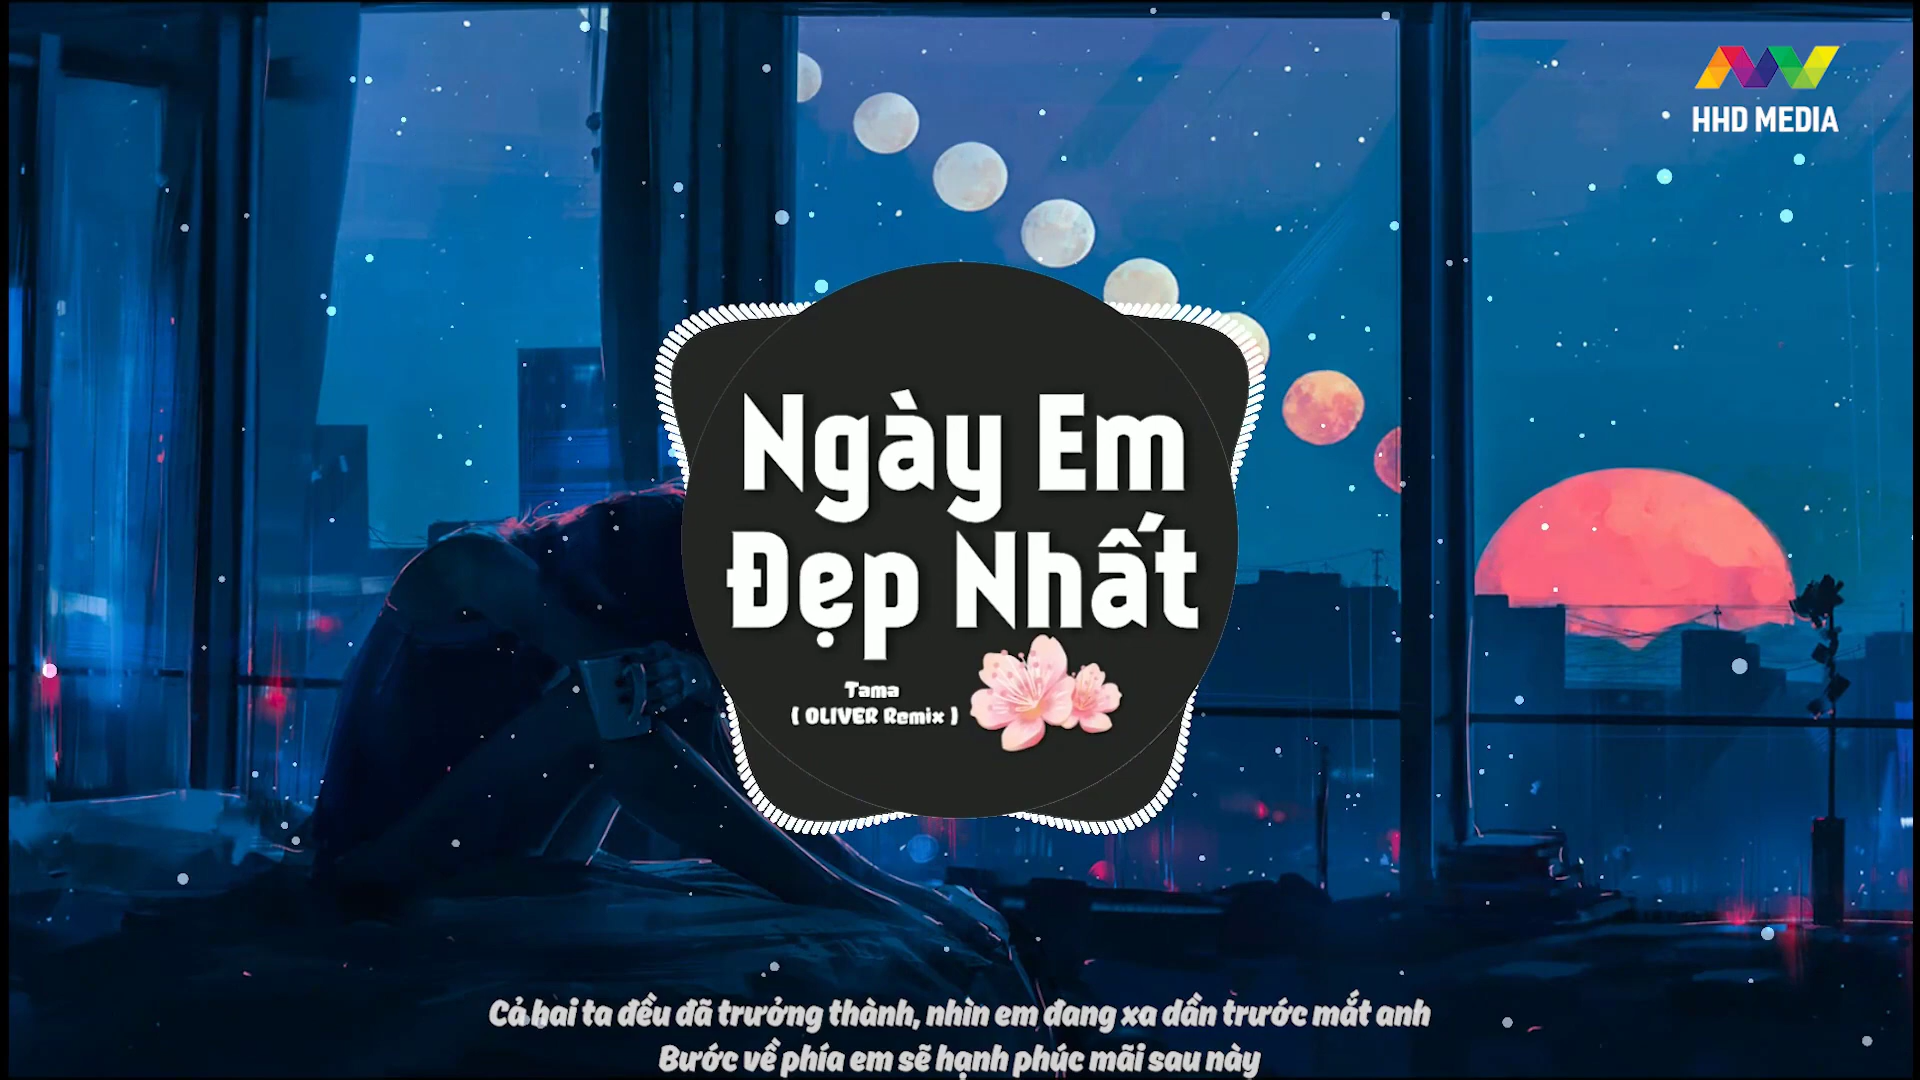 HHD MEDIA
Ngày Em
Đẹp Nhất
Tama
( OLIVER Remix )
Cả hai ta đều đã trưởng thành, nhìn em đang xa dần trước mắt anh
Bước về phía em sẽ hạnh phúc mãi sau này